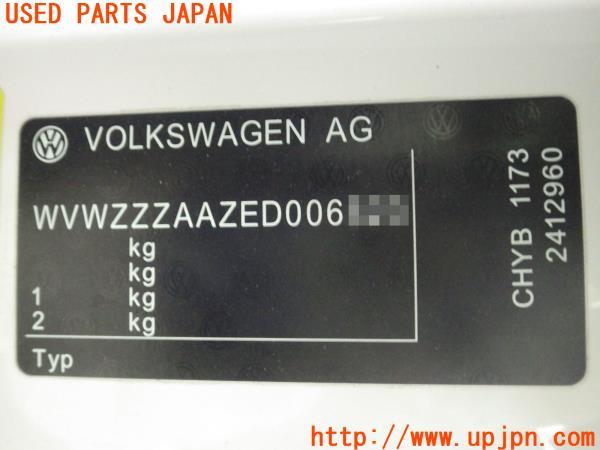 USED PARTS JAPAN
VOLKSWAGEN AG
WVWZZZAAZED006
kg
kg
1 kg
2 kg
Typ
CHYB 1173
2412960
http://www.upjpn.com